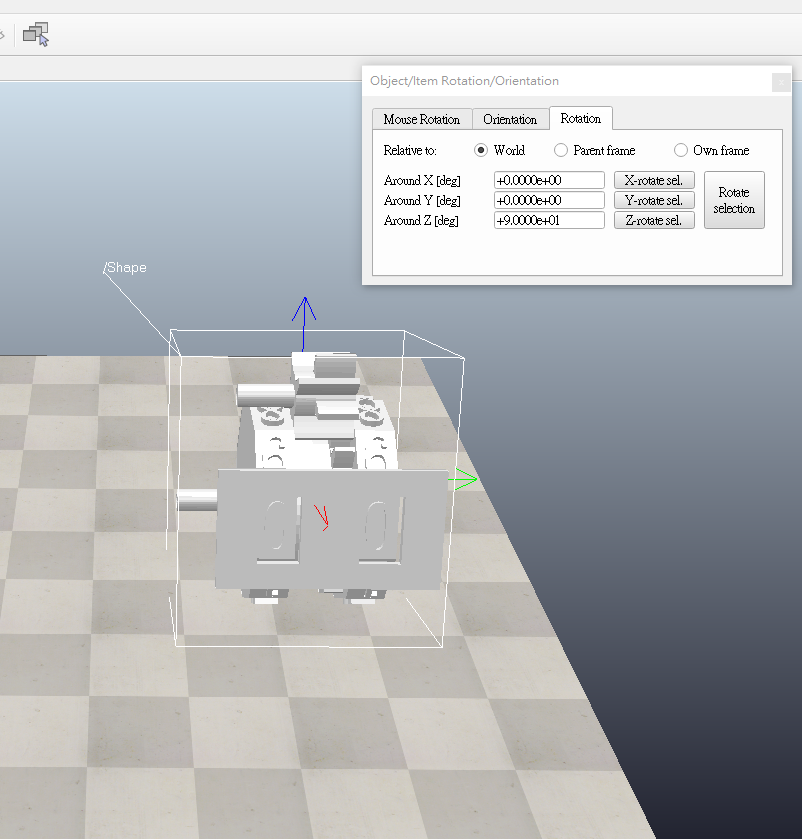 Object/Item Rotation/Orientation
x
Mouse Rotation Orientation Rotation
Relative to: World Parent frame Own frame
Around X [deg] +0.0000e+00 X-rotate sel.
Around Y [deg] +0.0000e+00 Y-rotate sel.
Around Z [deg] +9.0000e+01 Z-rotate sel.
Rotate
selection
/Shape